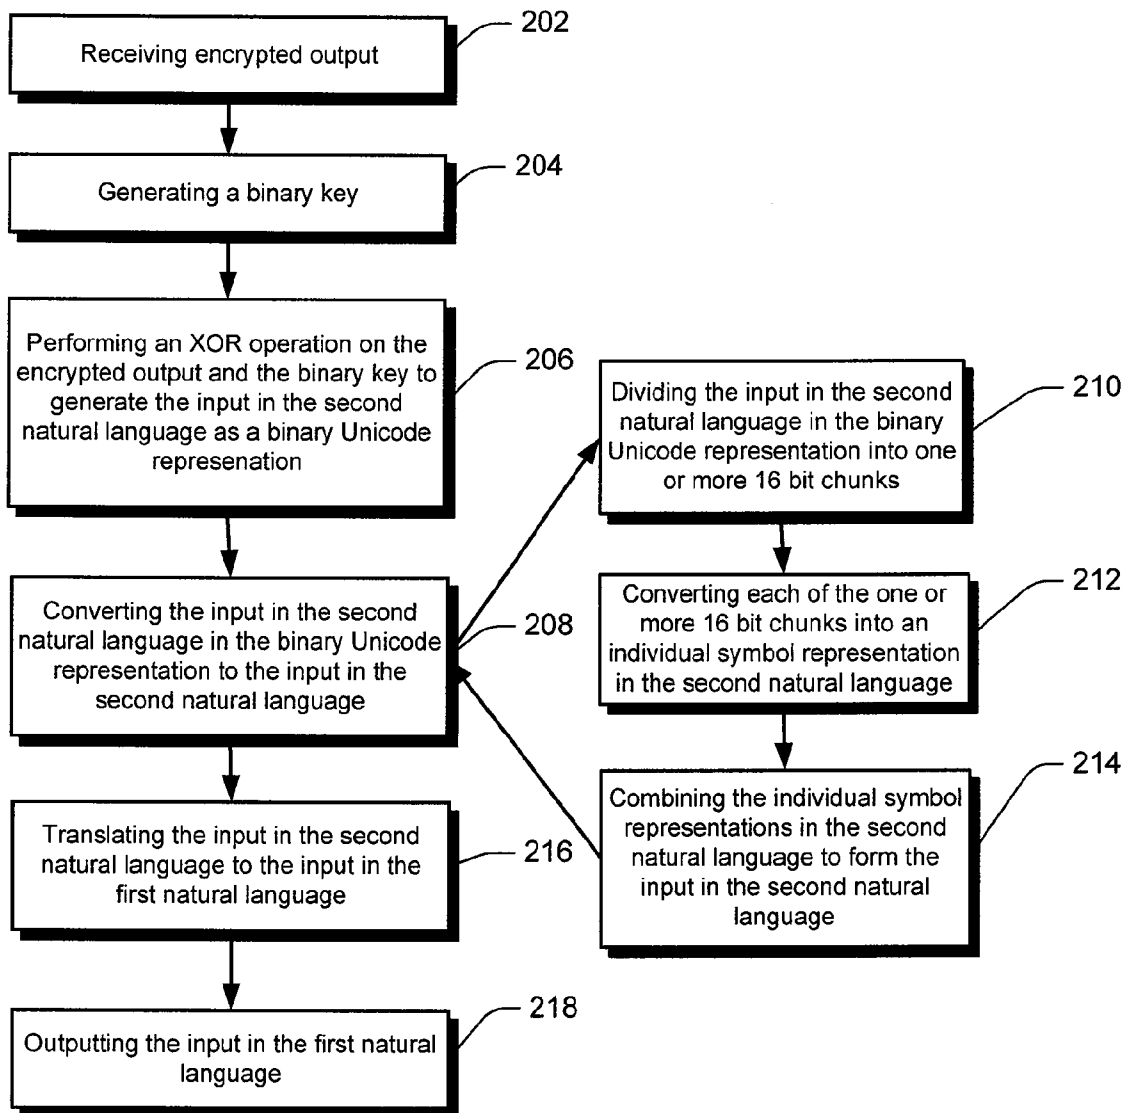 202
Receiving encrypted output
204
Generating a binary key
206
Performing an XOR operation on the
encrypted output and the binary key to
generate the input in the second
natural language as a binary Unicode
represenation
208
Converting the input in the second
natural language in the binary Unicode
representation to the input in the
second natural language
210
Dividing the input in the second
natural language in the binary
Unicode representation into one
or more 16 bit chunks
212
Converting each of the one or
more 16 bit chunks into an
individual symbol representation
in the second natural language
214
Combining the individual symbol
representations in the second
natural language to form the
input in the second natural
language
216
Translating the input in the second
natural language to the input in the
first natural language
218
Outputting the input in the first natural
language